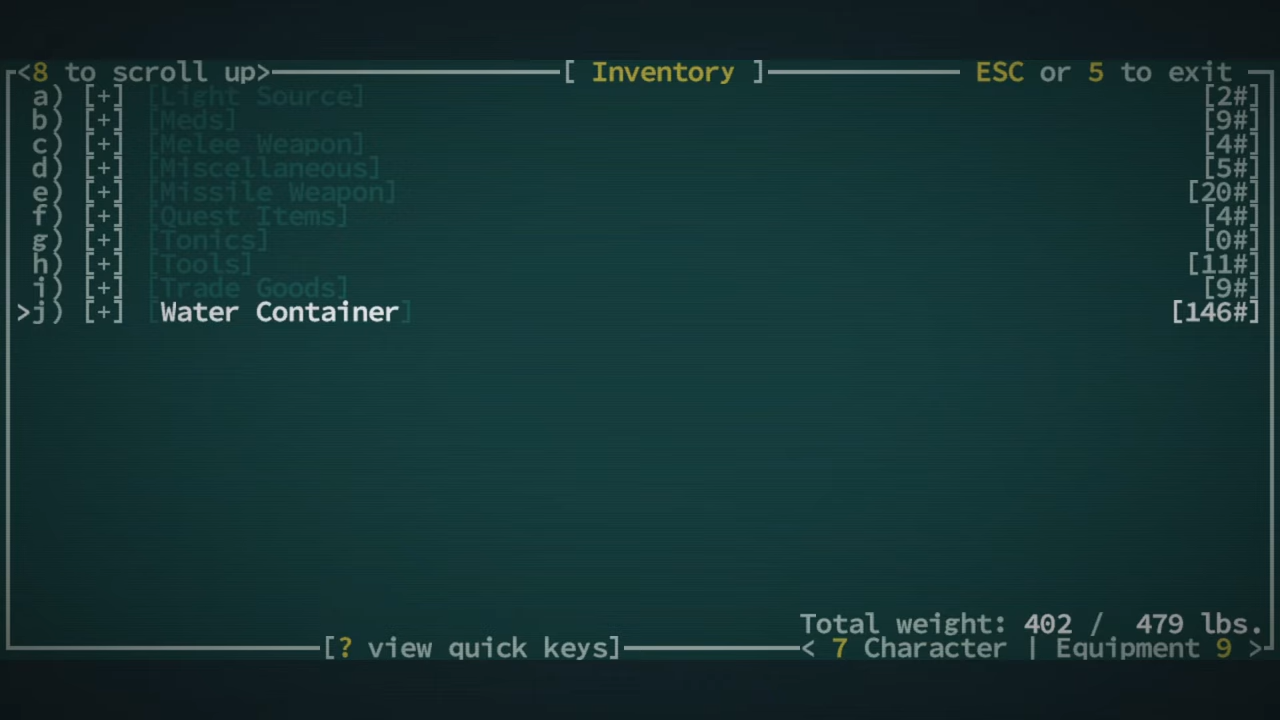 <8 to scroll up> [ Inventory ] ESC or 5 to exit
a) [+] [Light Source] [2#]
b) [+] [Meds] [9#]
c) [+] [Melee Weapon] [4#]
d) [+] [Miscellaneous] [5#]
e) [+] [Missile Weapon] [20#]
f) [+] [Quest Items] [4#]
g) [+] [Tonics] [0#]
h) [+] [Tools] [11#]
i) [+] [Trade Goods] [9#]
>j) [+] [Water Container] [146#]
Total weight: 402 / 479 lbs.
[? view quick keys] < 7 Character | Equipment 9 >